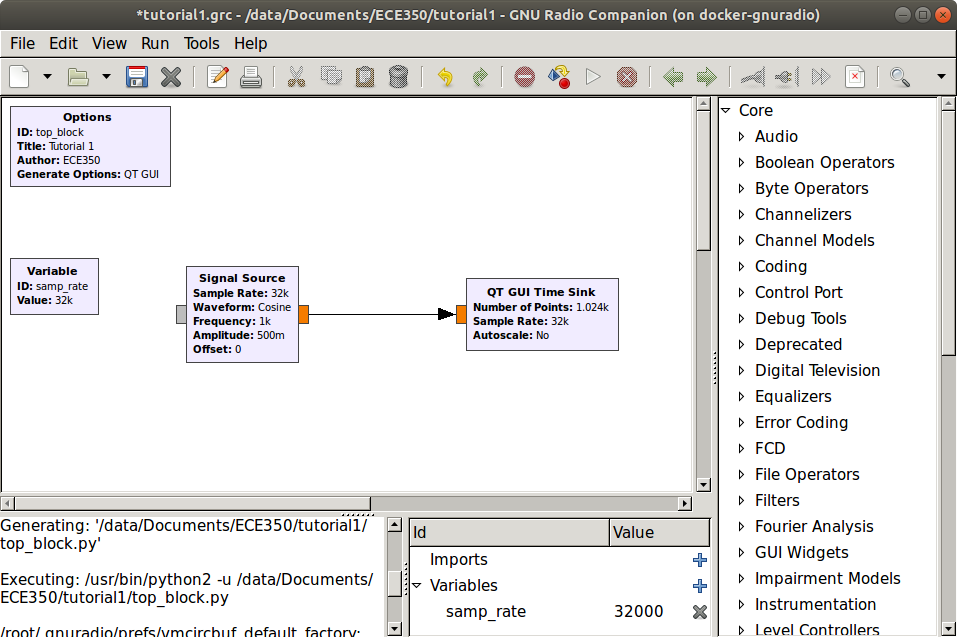 *tutorial1.grc - /data/Documents/ECE350/tutorial1 - GNU Radio Companion (on docker-gnuradio)
File Edit View Run Tools Help
Options
ID: top_block
Title: Tutorial 1
Author: ECE350
Generate Options: QT GUI
Variable
ID: samp_rate
Value: 32k
Signal Source
Sample Rate: 32k
Waveform: Cosine
Frequency: 1k
Amplitude: 500m
Offset: 0
QT GUI Time Sink
Number of Points: 1.024k
Sample Rate: 32k
Autoscale: No
Core
Audio
Boolean Operators
Byte Operators
Channelizers
Channel Models
Coding
Control Port
Debug Tools
Deprecated
Digital Television
Equalizers
Error Coding
FCD
File Operators
Filters
Fourier Analysis
GUI Widgets
Impairment Models
Instrumentation
Level Controllers
Generating: '/data/Documents/ECE350/tutorial1/
top_block.py'
Executing: /usr/bin/python2 -u /data/Documents/
ECE350/tutorial1/top_block.py
/root/.gnuradio/prefs/vmcircbuf_default_factory:
Id Value
Imports
Variables
samp_rate 32000